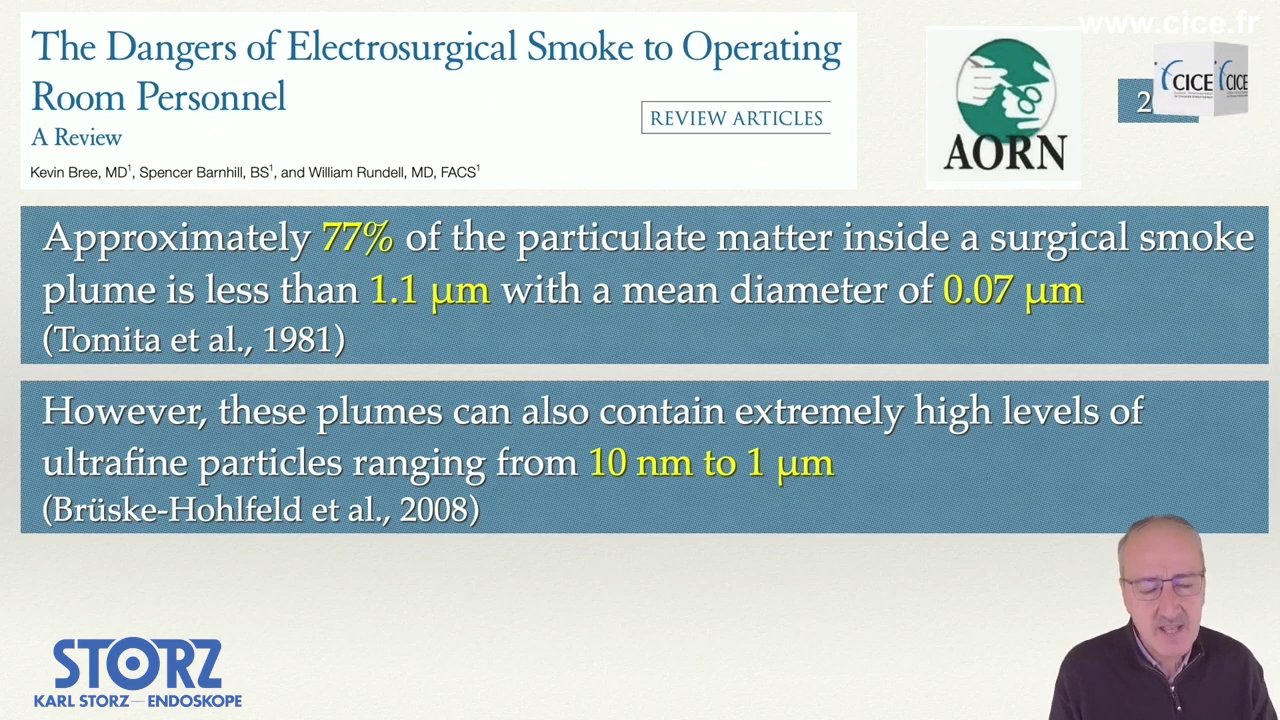 www.cice.fr
The Dangers of Electrosurgical Smoke to Operating
Room Personnel
A Review
REVIEW ARTICLES
Kevin Bree, MD¹, Spencer Barnhill, BS¹, and William Rundell, MD, FACS¹
AORN
CICE
CICE
Approximately 77% of the particulate matter inside a surgical smoke
plume is less than 1.1 µm with a mean diameter of 0.07 µm
(Tomita et al., 1981)
However, these plumes can also contain extremely high levels of
ultrafine particles ranging from 10 nm to 1 µm
(Brüske-Hohlfeld et al., 2008)
STORZ
KARL STORZ—ENDOSKOPE